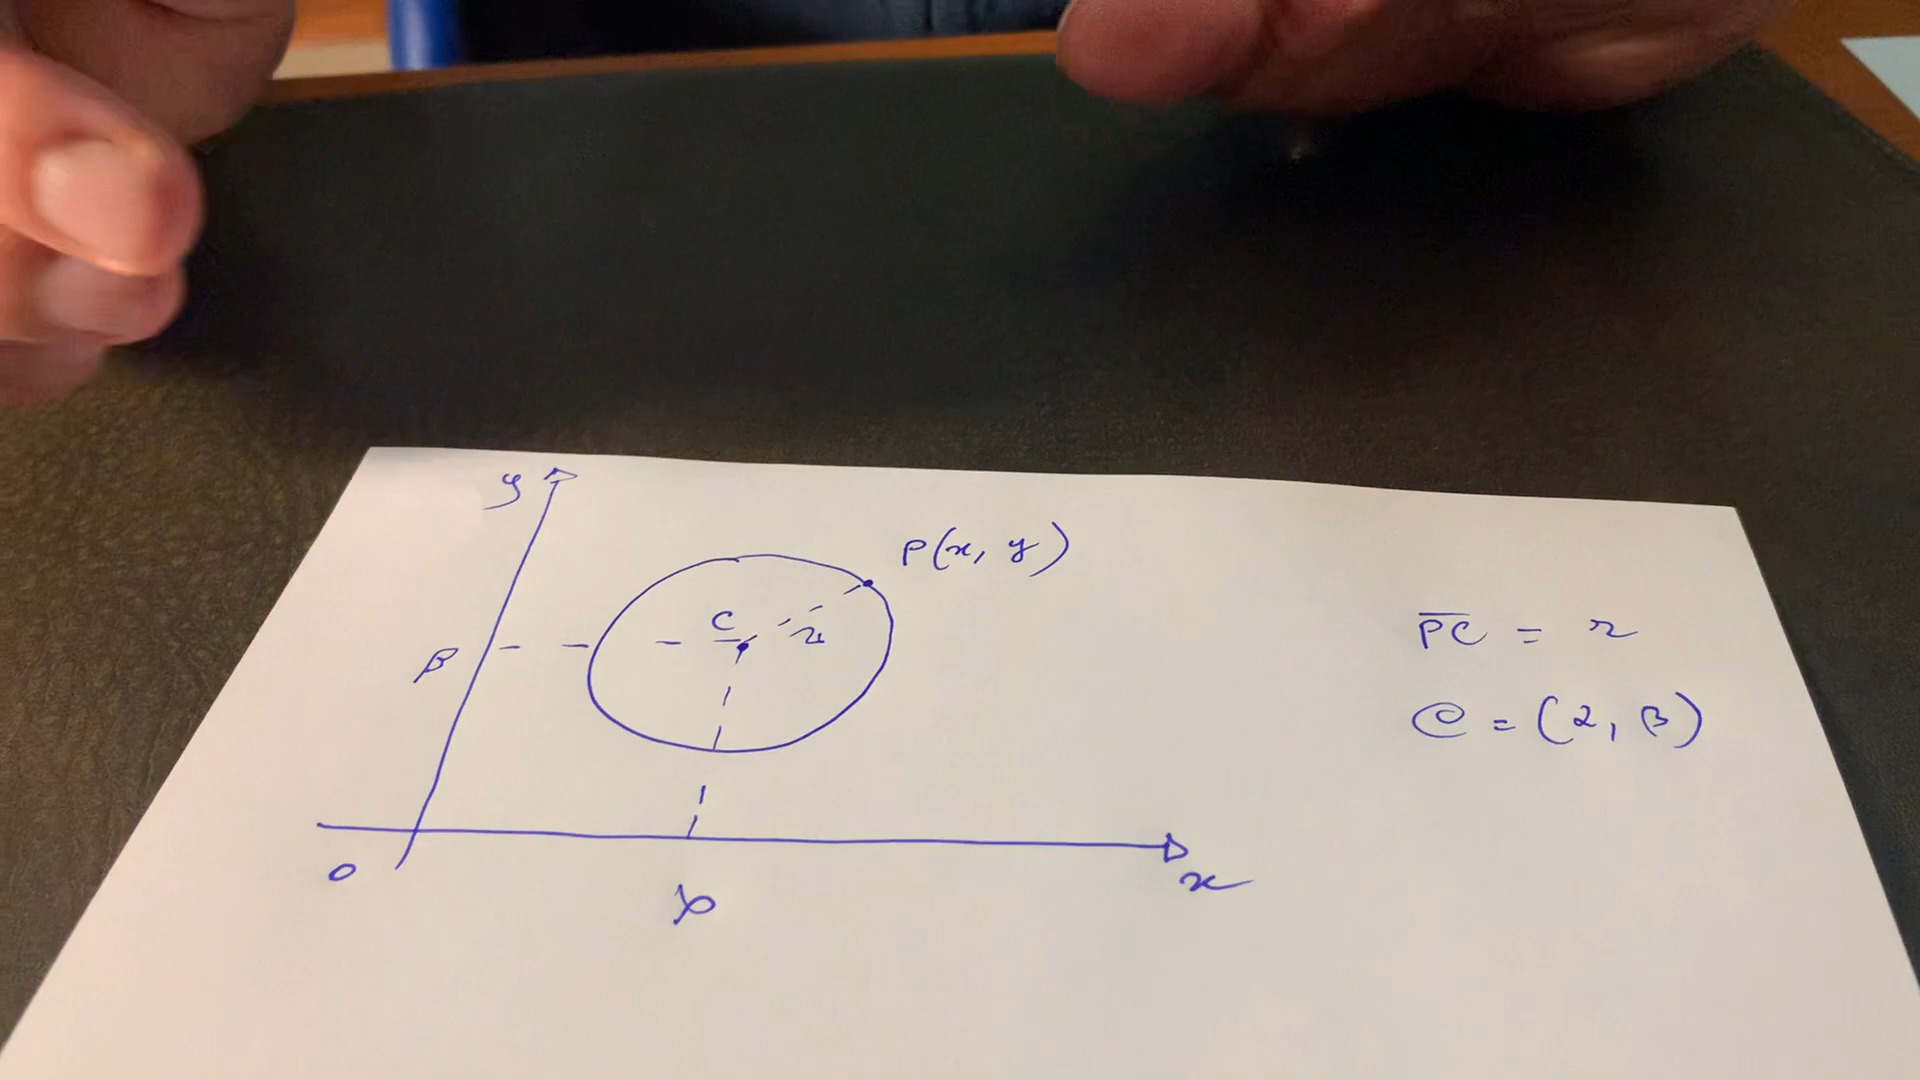 y
P(x, y)
C
r
β
O
α
x
PC = r
C = (α, β)